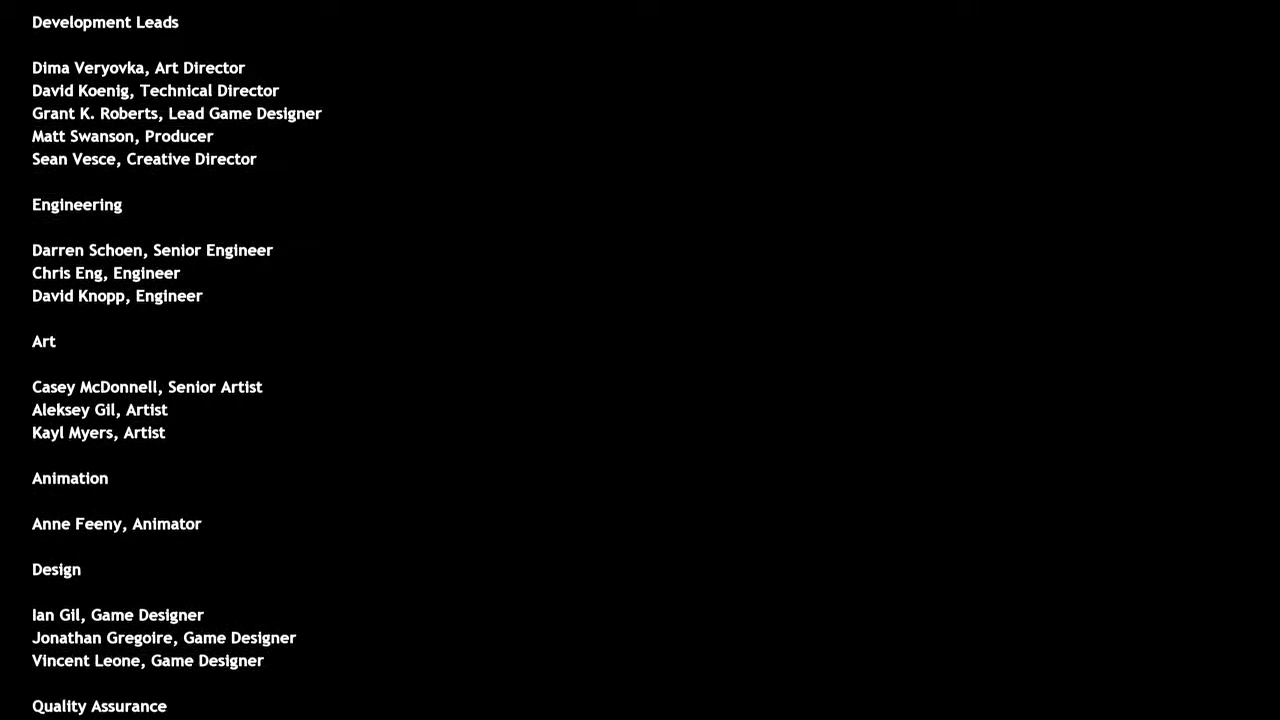 Development Leads
Dima Veryovka, Art Director
David Koenig, Technical Director
Grant K. Roberts, Lead Game Designer
Matt Swanson, Producer
Sean Vesce, Creative Director
Engineering
Darren Schoen, Senior Engineer
Chris Eng, Engineer
David Knopp, Engineer
Art
Casey McDonnell, Senior Artist
Aleksey Gil, Artist
Kayl Myers, Artist
Animation
Anne Feeny, Animator
Design
Ian Gil, Game Designer
Jonathan Gregoire, Game Designer
Vincent Leone, Game Designer
Quality Assurance